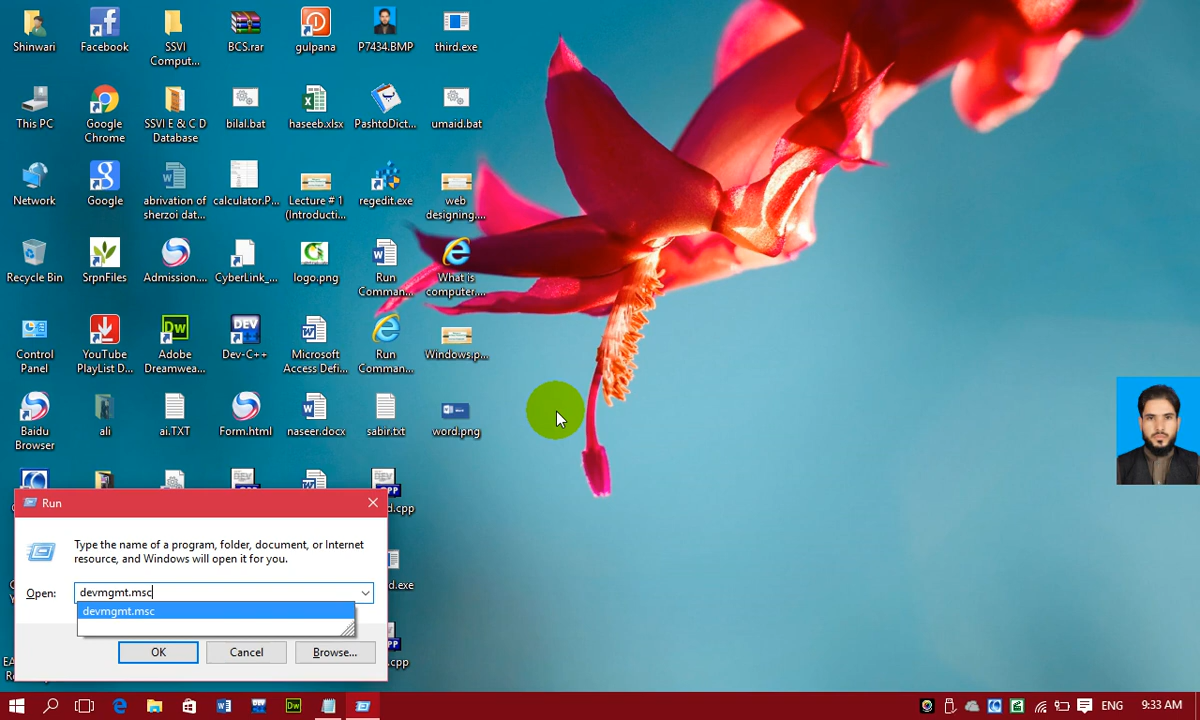 Shinwari
Facebook
SSVI
Comput...
BCS.rar
gulpana
P7434.BMP
third.exe
This PC
Google
Chrome
SSVI E & C D
Database
bilal.bat
haseeb.xlsx
PashtoDict...
umaid.bat
Network
Google
abrivation of
sherzoi dat...
calculator.P...
Lecture # 1
(Introducti...
regedit.exe
web
designing....
Recycle Bin
SrpnFiles
Admission....
CyberLink_...
logo.png
Run
Comman...
What is
computer....
Control
Panel
YouTube
PlayList D...
Adobe
Dreamwea...
Dev-C++
Microsoft
Access Defi...
Run
Comman...
Windows.p...
Baidu
Browser
ali
ai.TXT
Form.html
naseer.docx
sabir.txt
word.png
d.cpp
Run
Type the name of a program, folder, document, or Internet
resource, and Windows will open it for you.
Open:
devmgmt.msc
devmgmt.msc
OK
Cancel
Browse...
d.exe
.cpp
ENG
9:33 AM